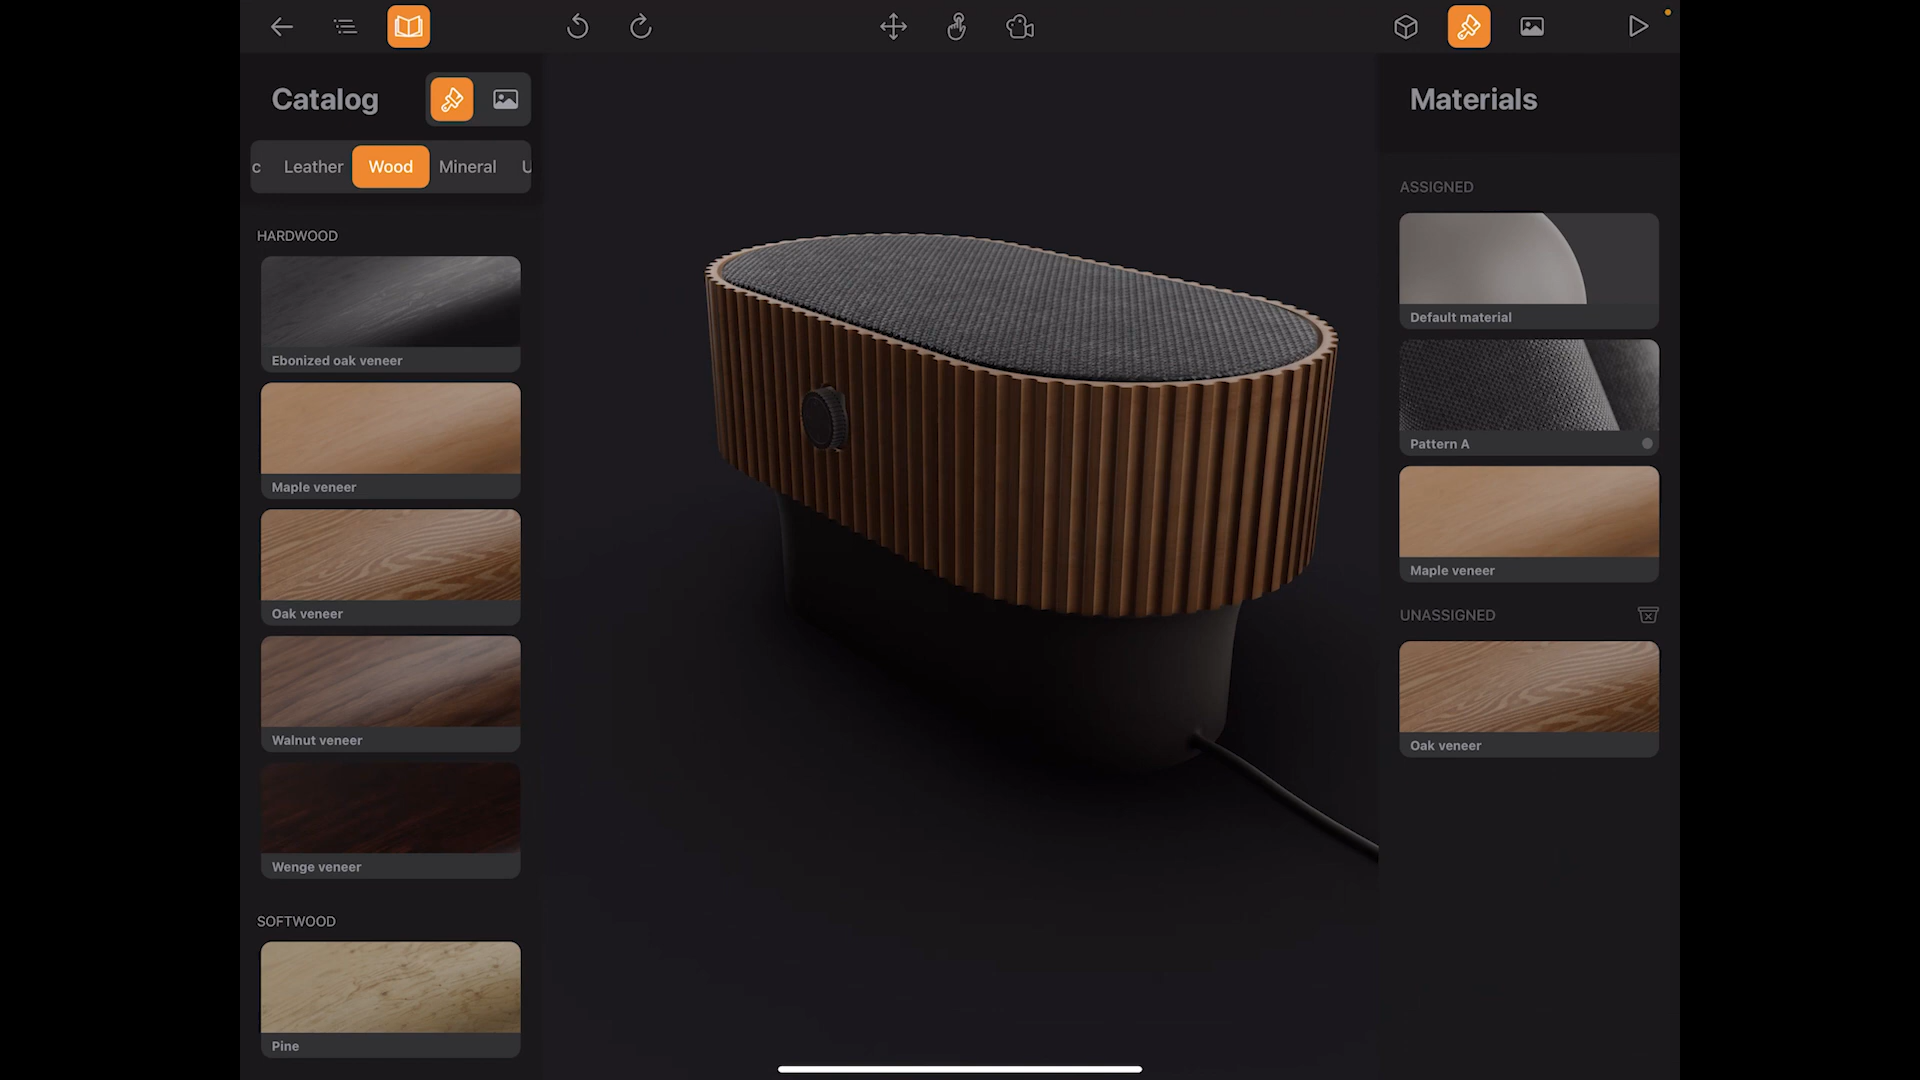 Catalog
c
Leather
Wood
Mineral
U
HARDWOOD
Ebonized oak veneer
Maple veneer
Oak veneer
Walnut veneer
Wenge veneer
SOFTWOOD
Pine
Materials
ASSIGNED
Default material
Pattern A
Maple veneer
UNASSIGNED
Oak veneer